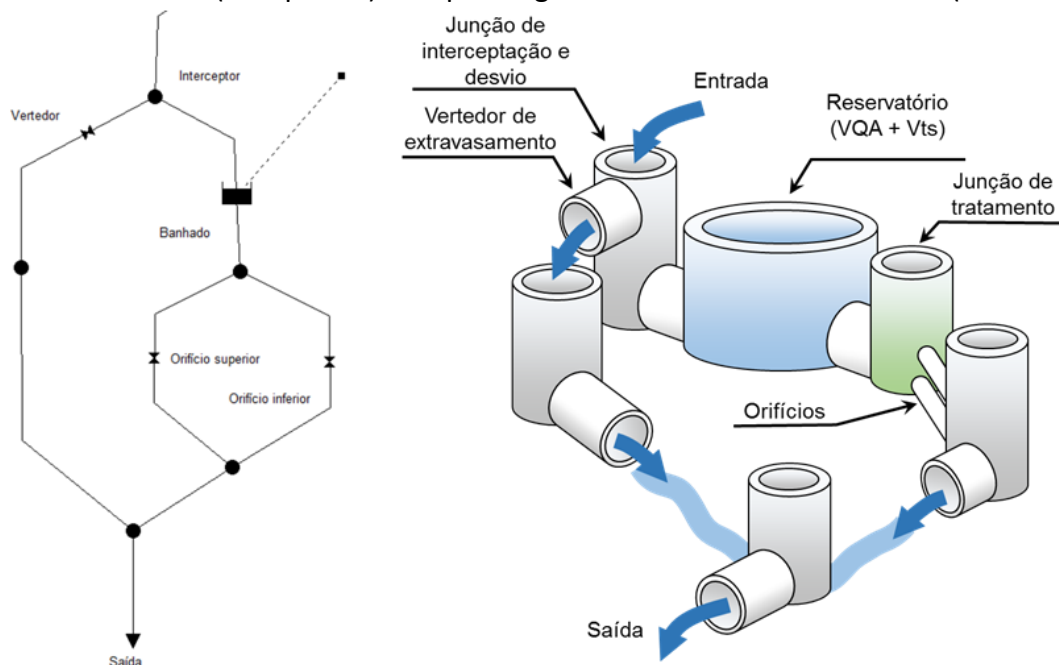 Interceptor
Vertedor
Banhado
Orifício superior
Orifício inferior
Saída
Junção de
interceptação e
desvio
Entrada
Vertedor de
extravasamento
Reservatório
(VQA + Vts)
Junção de
tratamento
Orifícios
Saída